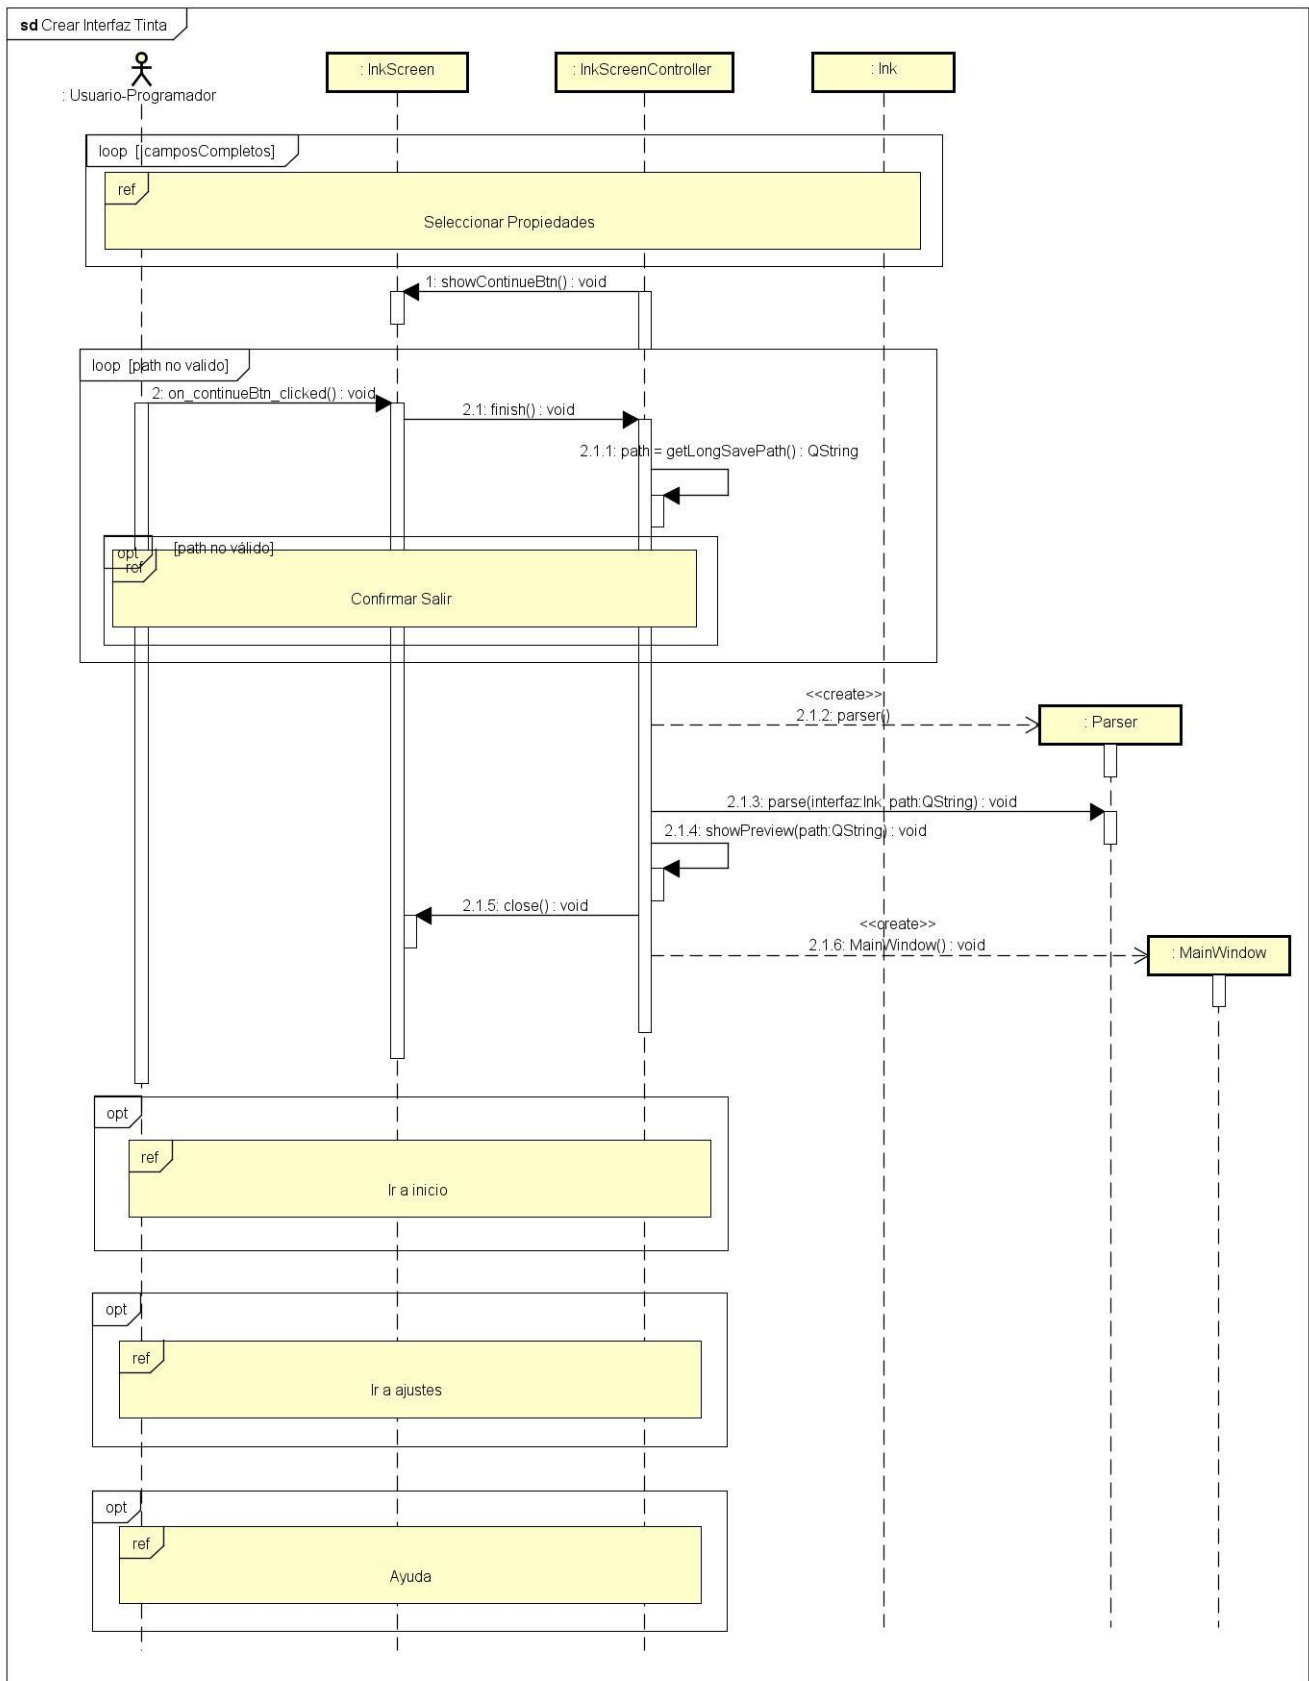 sd Crear Interfaz Tinta
: Usuario-Programador
: InkScreen
: InkScreenController
: Ink
loop [!camposCompletos]
ref
Seleccionar Propiedades
1: showContinueBtn() : void
loop [path no valido]
2: on_continueBtn_clicked() : void
2.1: finish() : void
2.1.1: path = getLongSavePath() : QString
opt [path no válido]
ref
Confirmar Salir
<<create>>
2.1.2: parser()
: Parser
2.1.3: parse(interfaz:Ink, path:QString) : void
2.1.4: showPreview(path:QString) : void
2.1.5: close() : void
<<create>>
2.1.6: MainWindow() : void
: MainWindow
opt
ref
Ir a inicio
opt
ref
Ir a ajustes
opt
ref
Ayuda